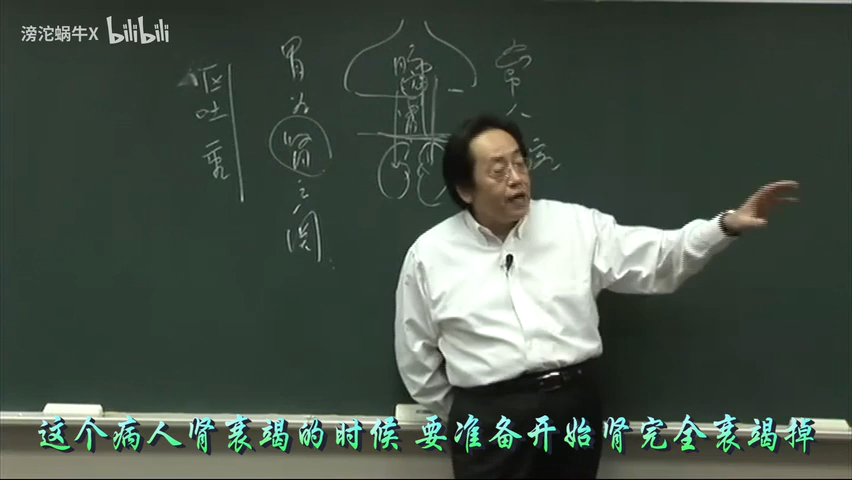 滂沱蜗牛X bilibili
胃为肾之关
呕吐
常人
这个病人肾衰竭的时候 要准备开始肾完全衰竭掉